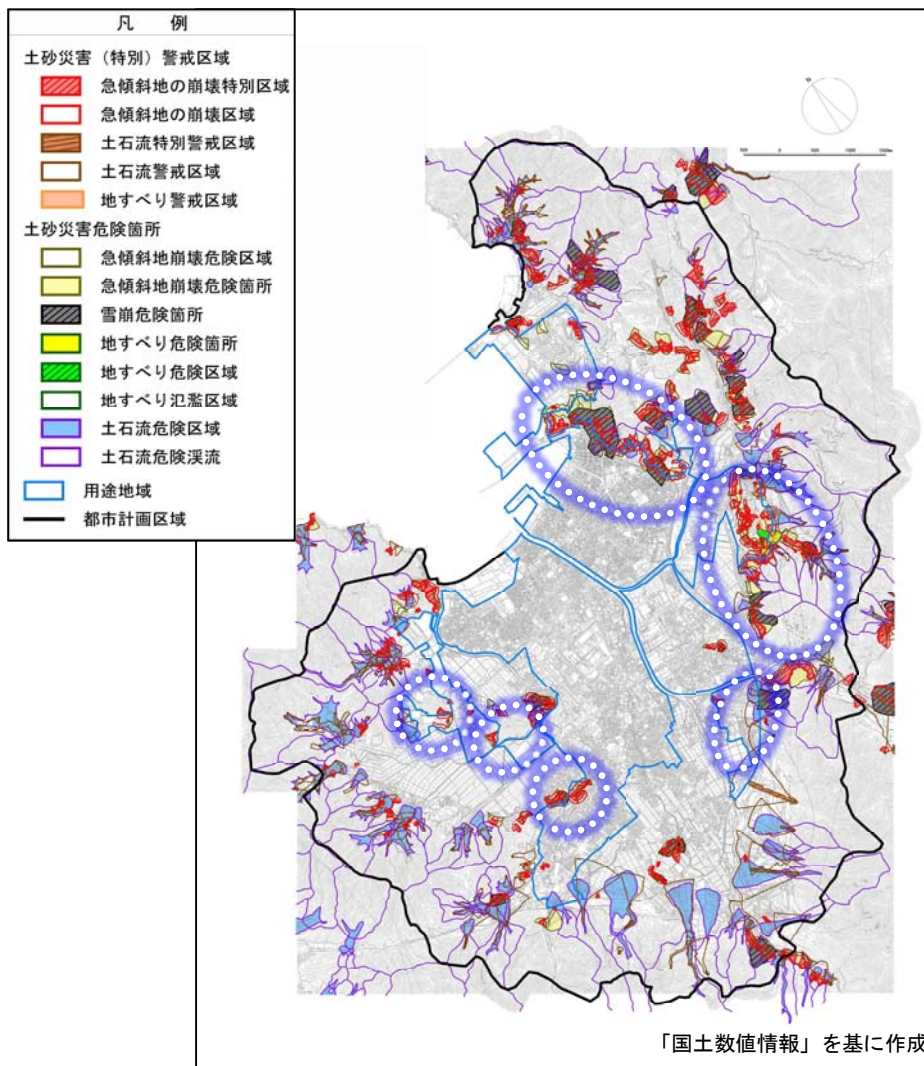 凡　例
土砂災害（特別）警戒区域
急傾斜地の崩壊特別区域
急傾斜地の崩壊区域
土石流特別警戒区域
土石流警戒区域
地すべり警戒区域
土砂災害危険箇所
急傾斜地崩壊危険区域
急傾斜地崩壊危険箇所
雪崩危険箇所
地すべり危険箇所
地すべり危険区域
地すべり氾濫区域
土石流危険区域
土石流危険渓流
用途地域
都市計画区域
「国土数値情報」を基に作成